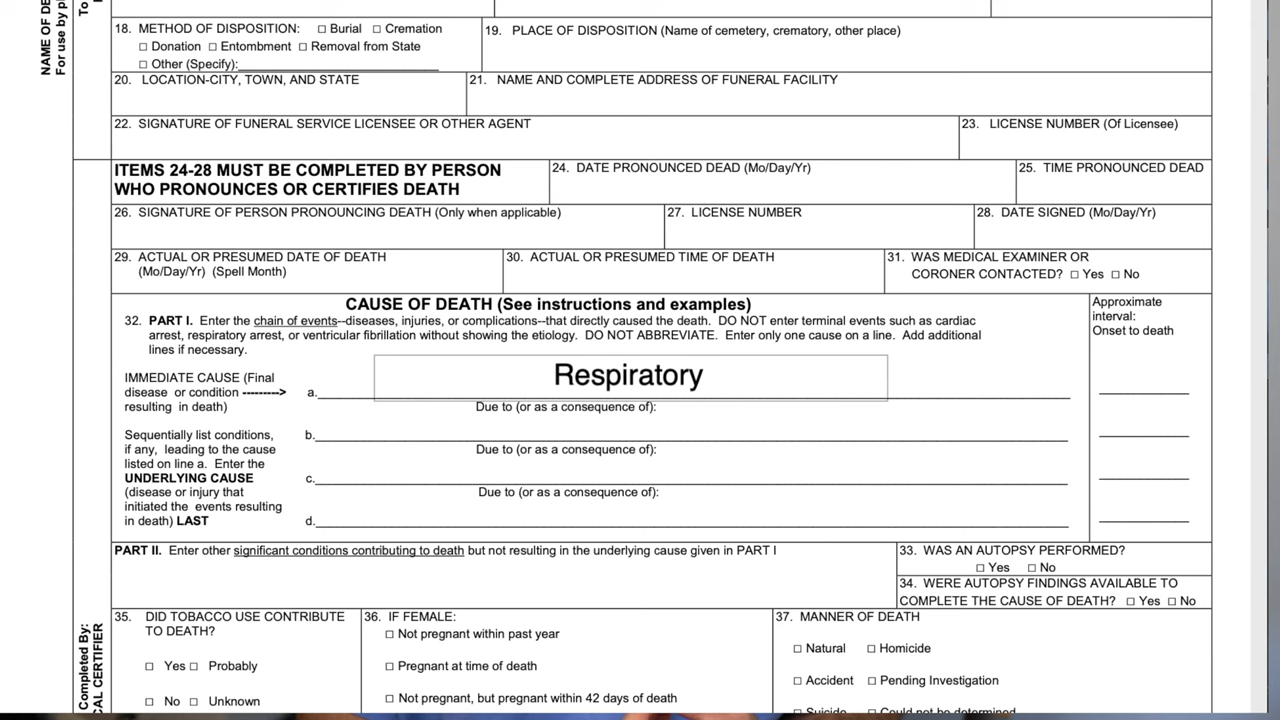 NAME OF DE
For use by ph
To
18. METHOD OF DISPOSITION: □ Burial □ Cremation
□ Donation □ Entombment □ Removal from State
□ Other (Specify):
19. PLACE OF DISPOSITION (Name of cemetery, crematory, other place)
20. LOCATION-CITY, TOWN, AND STATE
21. NAME AND COMPLETE ADDRESS OF FUNERAL FACILITY
22. SIGNATURE OF FUNERAL SERVICE LICENSEE OR OTHER AGENT
23. LICENSE NUMBER (Of Licensee)
ITEMS 24-28 MUST BE COMPLETED BY PERSON
WHO PRONOUNCES OR CERTIFIES DEATH
24. DATE PRONOUNCED DEAD (Mo/Day/Yr)
25. TIME PRONOUNCED DEAD
26. SIGNATURE OF PERSON PRONOUNCING DEATH (Only when applicable)
27. LICENSE NUMBER
28. DATE SIGNED (Mo/Day/Yr)
29. ACTUAL OR PRESUMED DATE OF DEATH
(Mo/Day/Yr) (Spell Month)
30. ACTUAL OR PRESUMED TIME OF DEATH
31. WAS MEDICAL EXAMINER OR
CORONER CONTACTED? □ Yes □ No
CAUSE OF DEATH (See instructions and examples)
32. PART I. Enter the chain of events--diseases, injuries, or complications--that directly caused the death. DO NOT enter terminal events such as cardiac
arrest, respiratory arrest, or ventricular fibrillation without showing the etiology. DO NOT ABBREVIATE. Enter only one cause on a line. Add additional
lines if necessary.
Approximate
interval:
Onset to death
IMMEDIATE CAUSE (Final
disease or condition --------->
resulting in death)
a.
Respiratory
Due to (or as a consequence of):
Sequentially list conditions,
if any, leading to the cause
listed on line a. Enter the
UNDERLYING CAUSE
(disease or injury that
initiated the events resulting
in death) LAST
b.
Due to (or as a consequence of):
c.
Due to (or as a consequence of):
d.
PART II. Enter other significant conditions contributing to death but not resulting in the underlying cause given in PART I
33. WAS AN AUTOPSY PERFORMED?
□ Yes □ No
34. WERE AUTOPSY FINDINGS AVAILABLE TO
COMPLETE THE CAUSE OF DEATH? □ Yes □ No
Completed By:
CAL CERTIFIER
35. DID TOBACCO USE CONTRIBUTE
TO DEATH?
□ Yes □ Probably
□ No □ Unknown
36. IF FEMALE:
□ Not pregnant within past year
□ Pregnant at time of death
□ Not pregnant, but pregnant within 42 days of death
37. MANNER OF DEATH
□ Natural □ Homicide
□ Accident □ Pending Investigation
□ Suicide □ Could not be determined